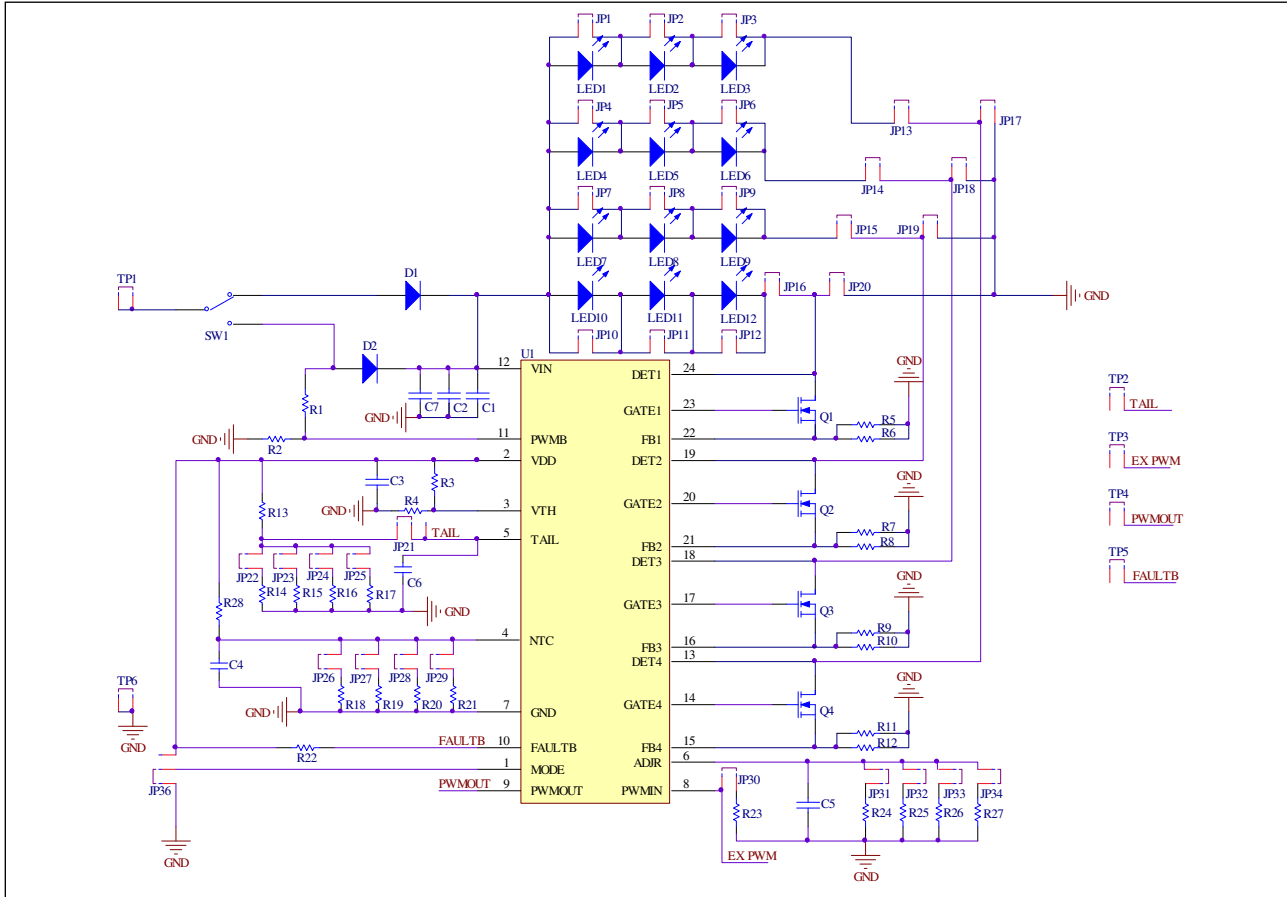 JP1 JP2 JP3
LED1 LED2 LED3
JP4 JP5 JP6
JP13 JP17
LED4 LED5 LED6
JP14 JP18
JP7 JP8 JP9
JP15 JP19
LED7 LED8 LED9
TP1 D1
JP16 JP20 GND
LED10 LED11 LED12
SW1
JP10 JP11 JP12
D2 U1
GND
12 VIN
DET1 24
TP2
TAIL
C7 C2 C1
R1
GND
GATE1 23
Q1
R5
R6
GND R2
11 PWMB
FB1 22
TP3
EX PWM
2 VDD
DET2 19
GND
C3 R3
R4
GND
R13
3 VTH
GATE2 20
Q2
TP4
PWMOUT
TAIL
5 TAIL
R7
R8
FB2 21
JP21
DET3 18
TP5
FAULTB
JP22 JP23 JP24 JP25
C6
GND
R14 R15 R16 R17
R28
GND
GATE3 17
Q3
R9
R10
4 NTC
FB3 16
DET4 13
C4
JP26 JP27 JP28 JP29
TP6
GND
R18 R19 R20 R21
GND
7 GND
GATE4 14
Q4
GND
R11
R12
FAULTB
10 FAULTB
FB4 15
R22
ADJR 6
1 MODE
JP36
PWMOUT
9 PWMOUT
PWMIN 8
JP30
JP31 JP32 JP33 JP34
R23 C5 R24 R25 R26 R27
EX PWM
GND
GND